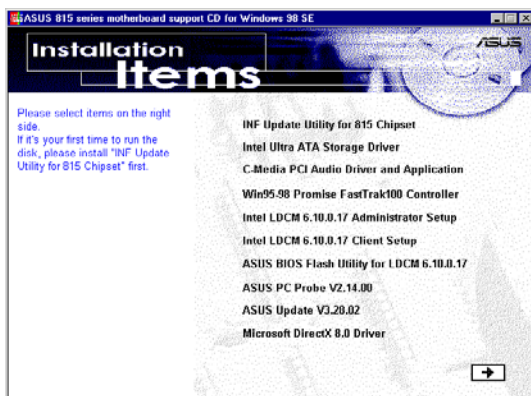 ASUS 815 series motherboard support CD for Windows 98 SE
Installation
Items
ASUS
Please select items on the right
side.
If it's your first time to run the
disk, please install "INF Update
Utility for 815 Chipset" first.
INF Update Utility for 815 Chipset
Intel Ultra ATA Storage Driver
C-Media PCI Audio Driver and Application
Win95-98 Promise FastTrak100 Controller
Intel LDCM 6.10.0.17 Administrator Setup
Intel LDCM 6.10.0.17 Client Setup
ASUS BIOS Flash Utility for LDCM 6.10.0.17
ASUS PC Probe V2.14.00
ASUS Update V3.28.02
Microsoft DirectX 8.0 Driver